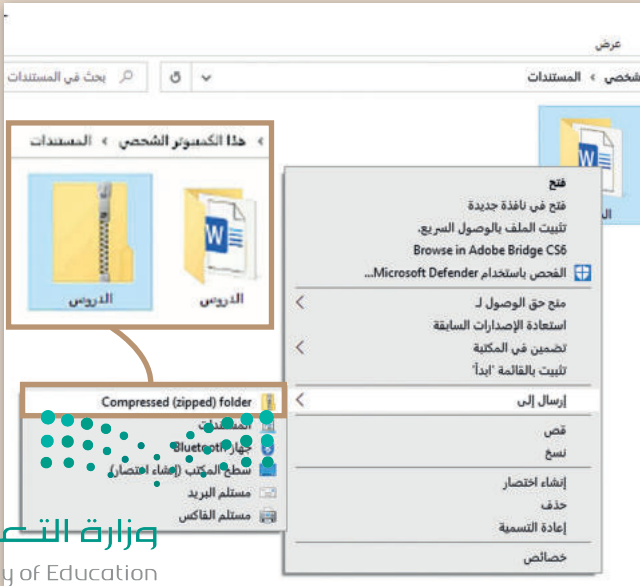 عرض
المستندات
بحث في المستندات
هذا الكمبيوتر الشخصي › المستندات
الدروس
الدروس
فتح
فتح في نافذة جديدة
تثبيت الملف بالوصول السريع.
Browse in Adobe Bridge CS6
الفحص باستخدام Microsoft Defender...
منح حق الوصول لـ
استعادة الإصدارات السابقة
تضمين في المكتبة
تثبيت بالقائمة 'ابدأ'
إرسال إلى
قص
نسخ
إنشاء اختصار
حذف
إعادة التسمية
خصائص
Compressed (zipped) folder
المستندات
جهاز Bluetooth
سطح المكتب (إنشاء اختصار)
مستلم البريد
مستلم الفاكس
وزارة
of Education